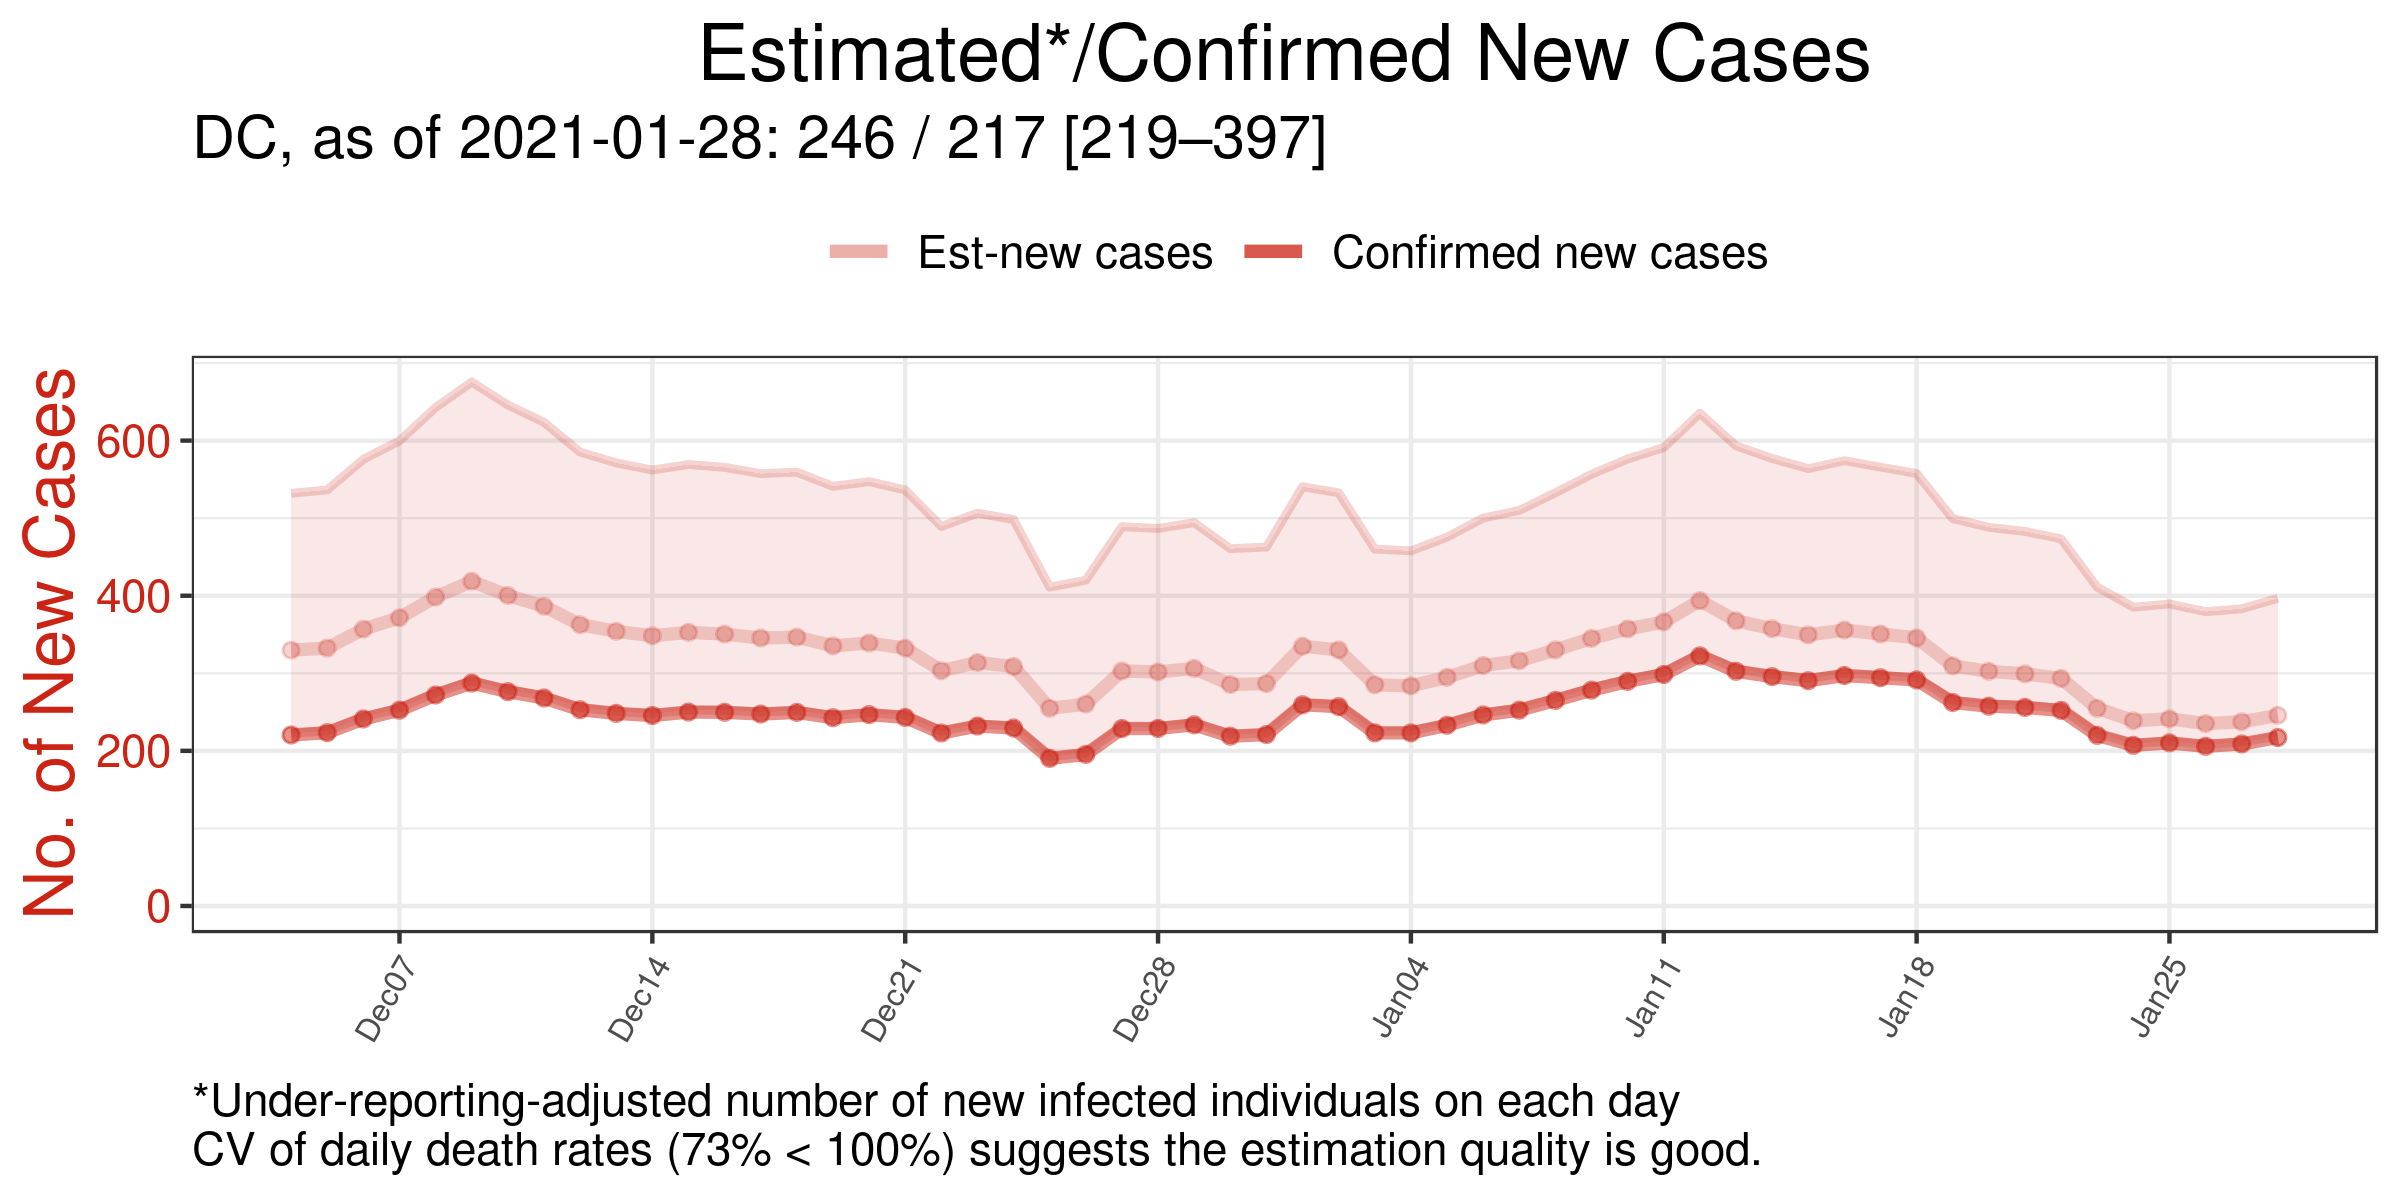 Estimated*/Confirmed New Cases
DC, as of 2021-01-28: 246 / 217 [219–397]
Est-new cases Confirmed new cases
No. of New Cases
600
400
200
0
Dec07 Dec14 Dec21 Dec28 Jan04 Jan11 Jan18 Jan25
*Under-reporting-adjusted number of new infected individuals on each day
CV of daily death rates (73% < 100%) suggests the estimation quality is good.